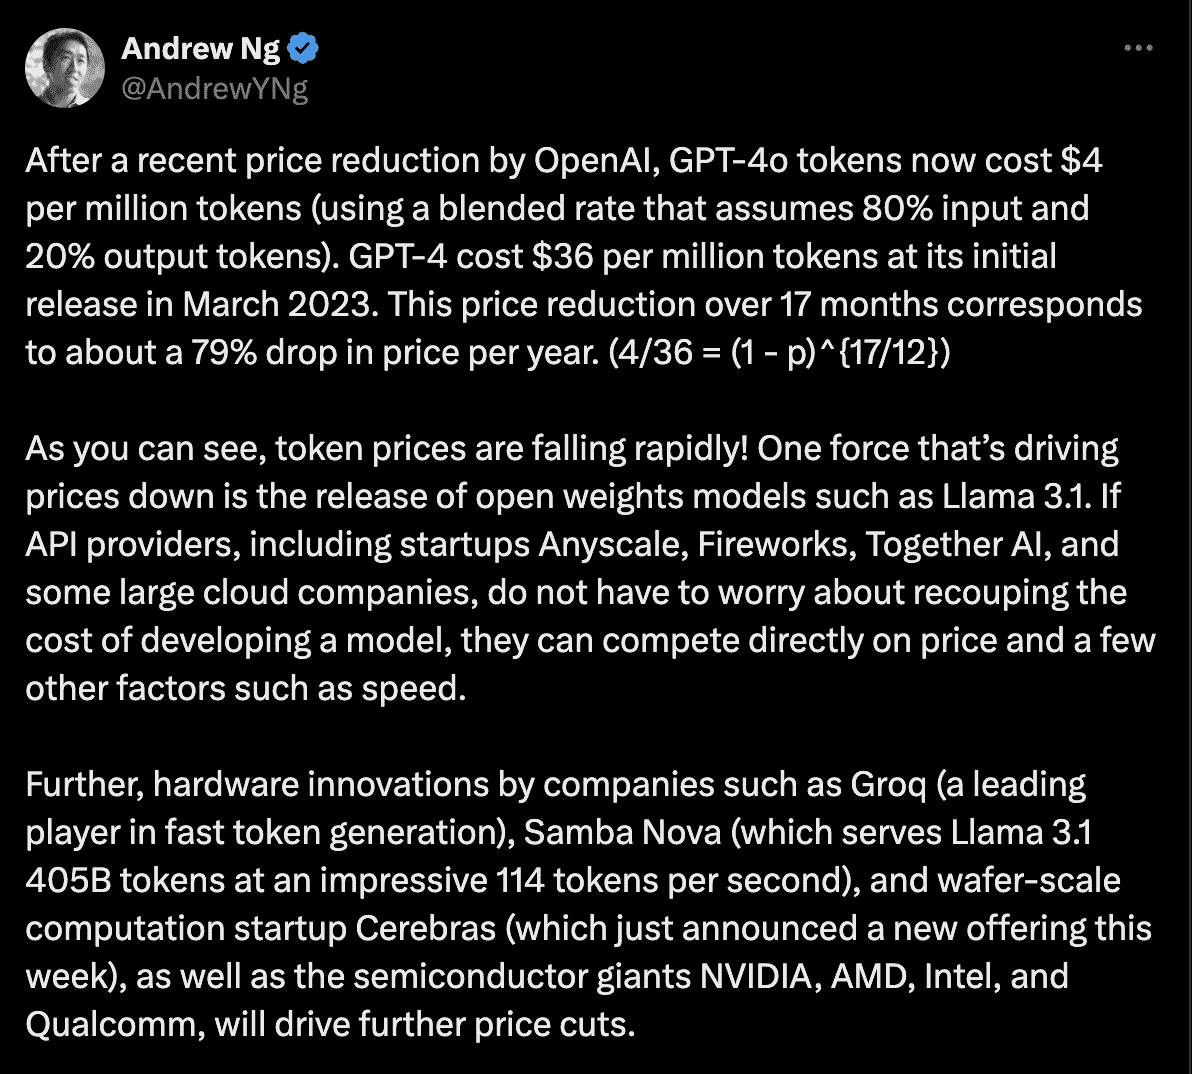 Andrew Ng
@AndrewYNg
After a recent price reduction by OpenAI, GPT-4o tokens now cost $4
per million tokens (using a blended rate that assumes 80% input and
20% output tokens). GPT-4 cost $36 per million tokens at its initial
release in March 2023. This price reduction over 17 months corresponds
to about a 79% drop in price per year. (4/36 = (1 - p)^{17/12})
As you can see, token prices are falling rapidly! One force that’s driving
prices down is the release of open weights models such as Llama 3.1. If
API providers, including startups Anyscale, Fireworks, Together AI, and
some large cloud companies, do not have to worry about recouping the
cost of developing a model, they can compete directly on price and a few
other factors such as speed.
Further, hardware innovations by companies such as Groq (a leading
player in fast token generation), Samba Nova (which serves Llama 3.1
405B tokens at an impressive 114 tokens per second), and wafer-scale
computation startup Cerebras (which just announced a new offering this
week), as well as the semiconductor giants NVIDIA, AMD, Intel, and
Qualcomm, will drive further price cuts.